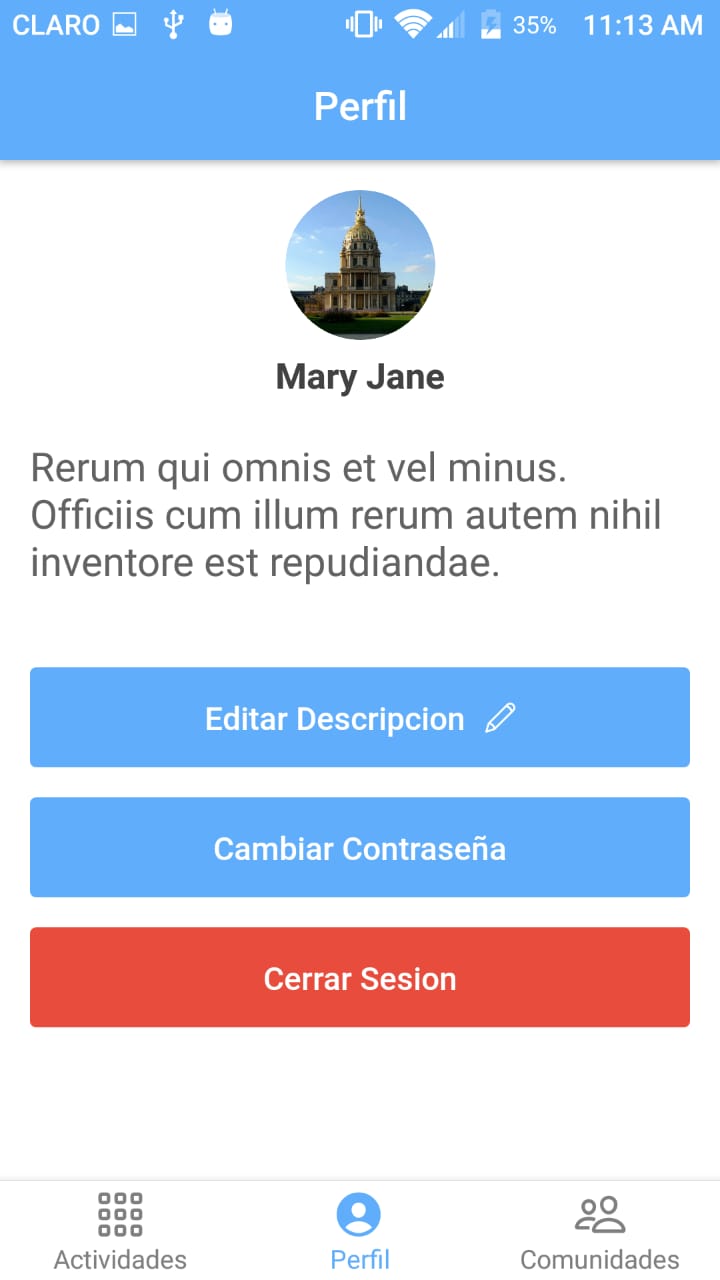 CLARO 35% 11:13 AM
Perfil
Mary Jane
Rerum qui omnis et vel minus.
Officiis cum illum rerum autem nihil
inventore est repudiandae.
Editar Descripcion
Cambiar Contraseña
Cerrar Sesion
Actividades Perfil Comunidades